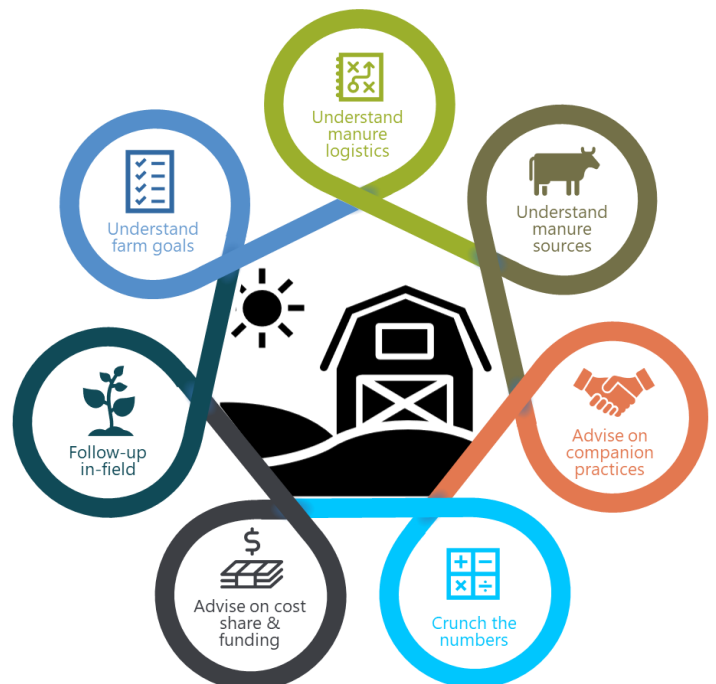 Understand
manure
logistics
Understand
farm goals
Understand
manure
sources
Follow-up
in-field
Advise on
companion
practices
$
Advise on cost
share &
funding
Crunch the
numbers